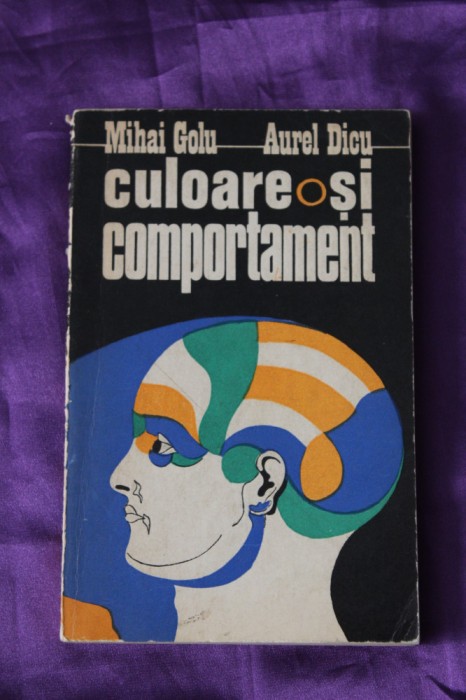 Mihai Golu Aurel Dicu
culoare și
comportament